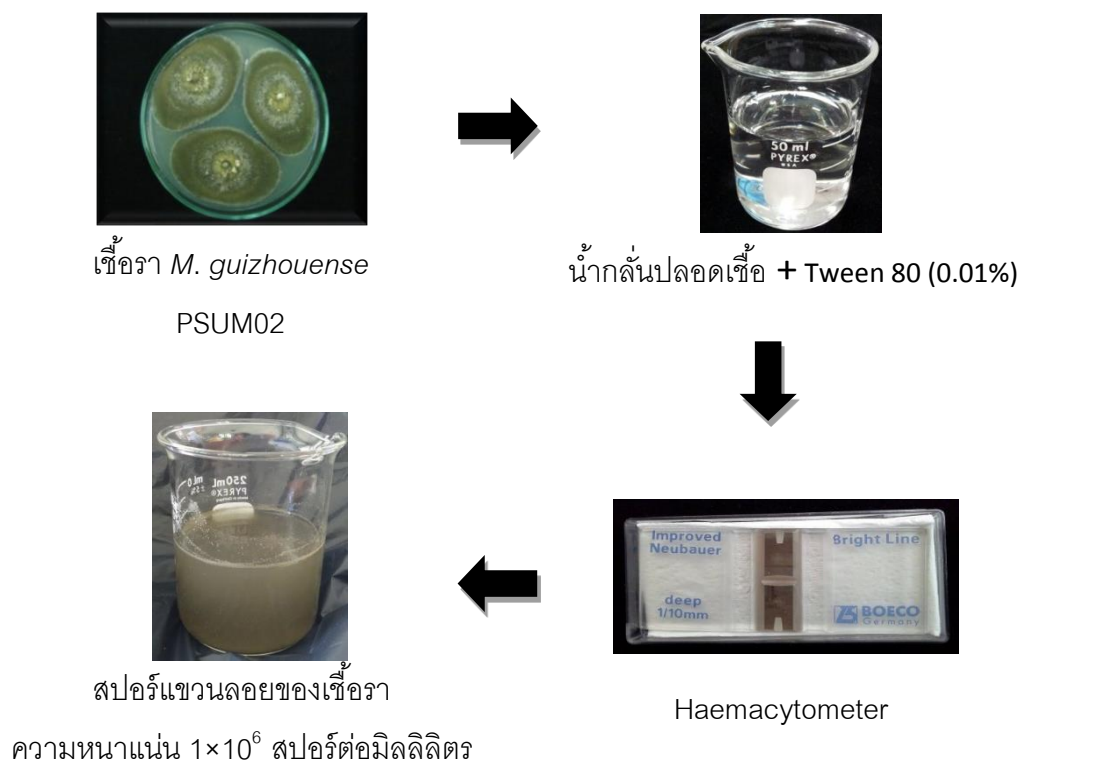 เชื้อรา M. guizhouense
PSUM02
50 ml
PYREX®
USA
น้ำกลั่นปลอดเชื้อ + Tween 80 (0.01%)
Improved
Neubauer
Bright Line
deep
1/10mm
BOECO
Germany
Haemacytometer
250mL
PYREX®
สปอร์แขวนลอยของเชื้อรา
ความหนาแน่น 1×10⁶ สปอร์ต่อมิลลิลิตร